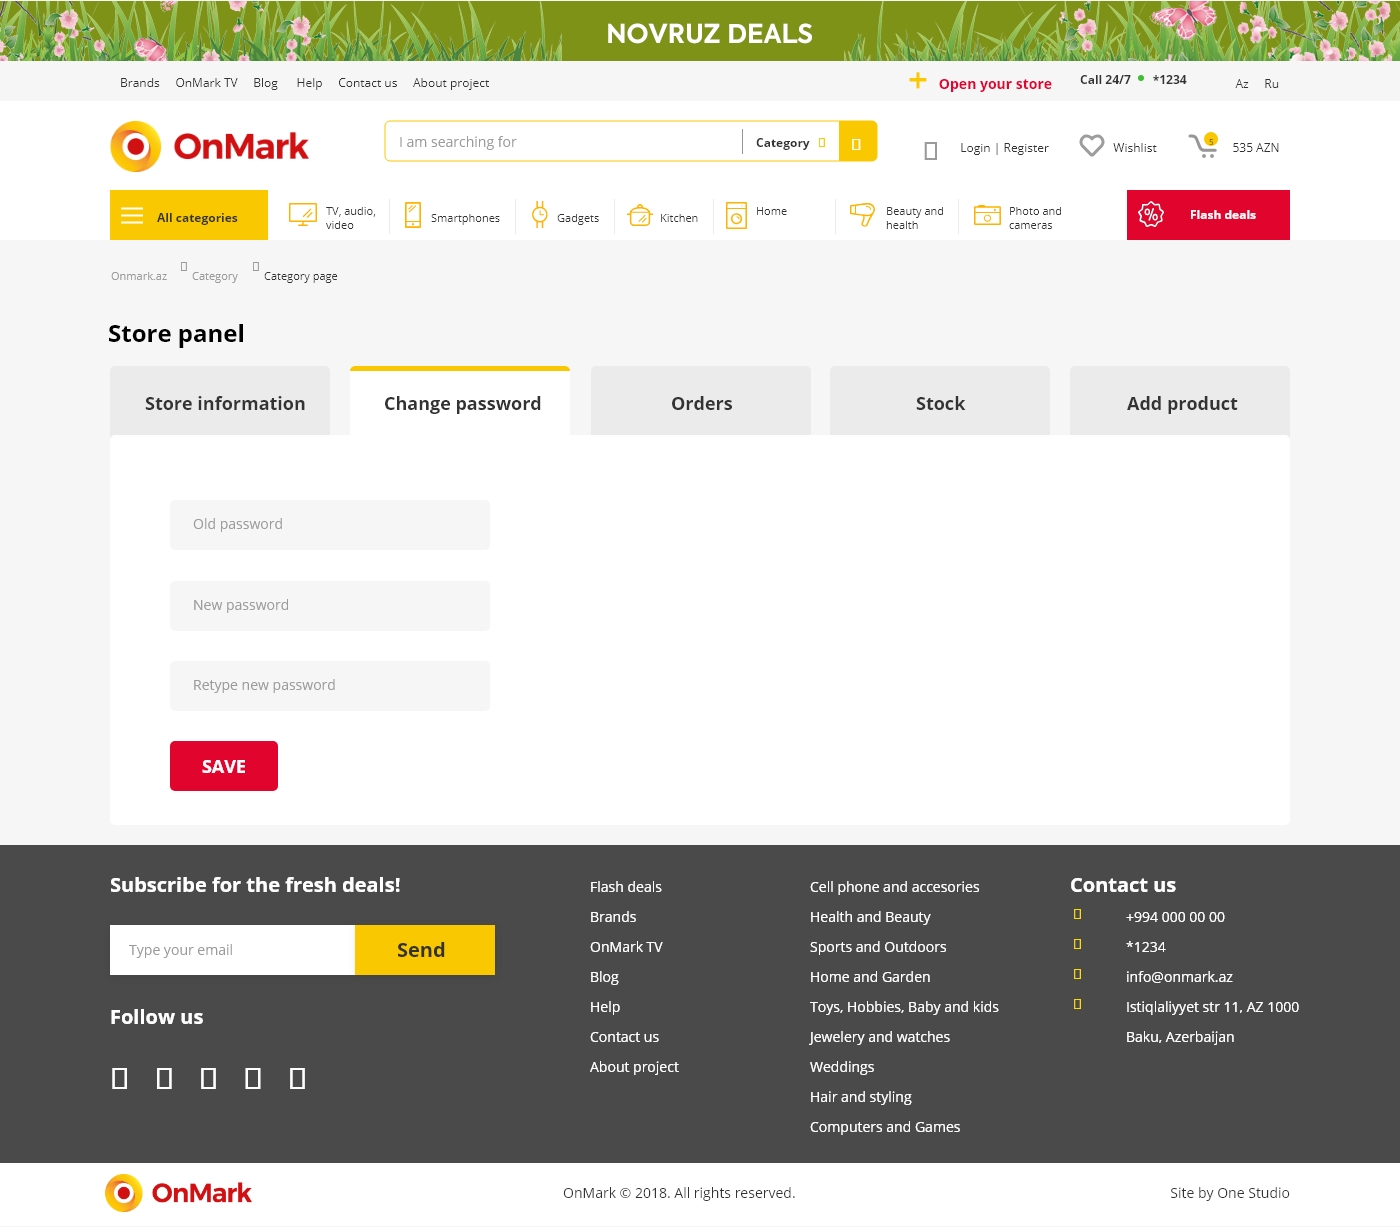 NOVRUZ DEALS
Brands OnMark TV Blog Help Contact us About project
Open your store Call 24/7 *1234 Az Ru
OnMark
I am searching for Category
Login | Register Wishlist 5 535 AZN
All categories
TV, audio,
video
Smartphones
Gadgets
Kitchen
Home
Beauty and
health
Photo and
cameras
% Flash deals
Onmark.az Category Category page
Store panel
Store information Change password Orders Stock Add product
Old password
New password
Retype new password
SAVE
Subscribe for the fresh deals!
Type your email Send
Follow us
Flash deals
Brands
OnMark TV
Blog
Help
Contact us
About project
Cell phone and accesories
Health and Beauty
Sports and Outdoors
Home and Garden
Toys, Hobbies, Baby and kids
Jewelery and watches
Weddings
Hair and styling
Computers and Games
Contact us
+994 000 00 00
*1234
info@onmark.az
Istiqlaliyyet str 11, AZ 1000
Baku, Azerbaijan
OnMark
OnMark © 2018. All rights reserved.
Site by One Studio